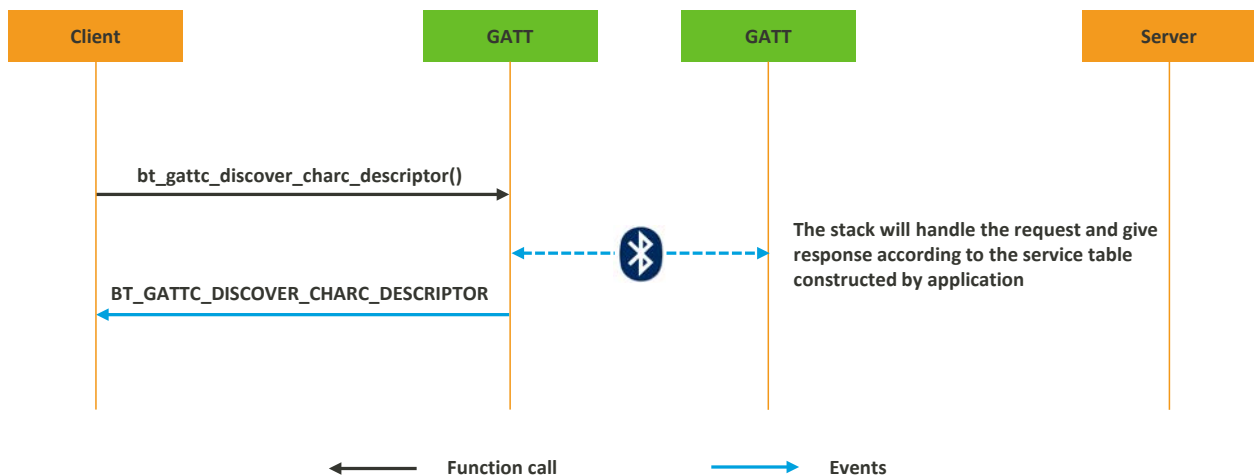 Client
GATT
GATT
Server
bt_gattc_discover_charc_descriptor()
The stack will handle the request and give
response according to the service table
constructed by application
BT_GATTC_DISCOVER_CHARC_DESCRIPTOR
Function call
Events